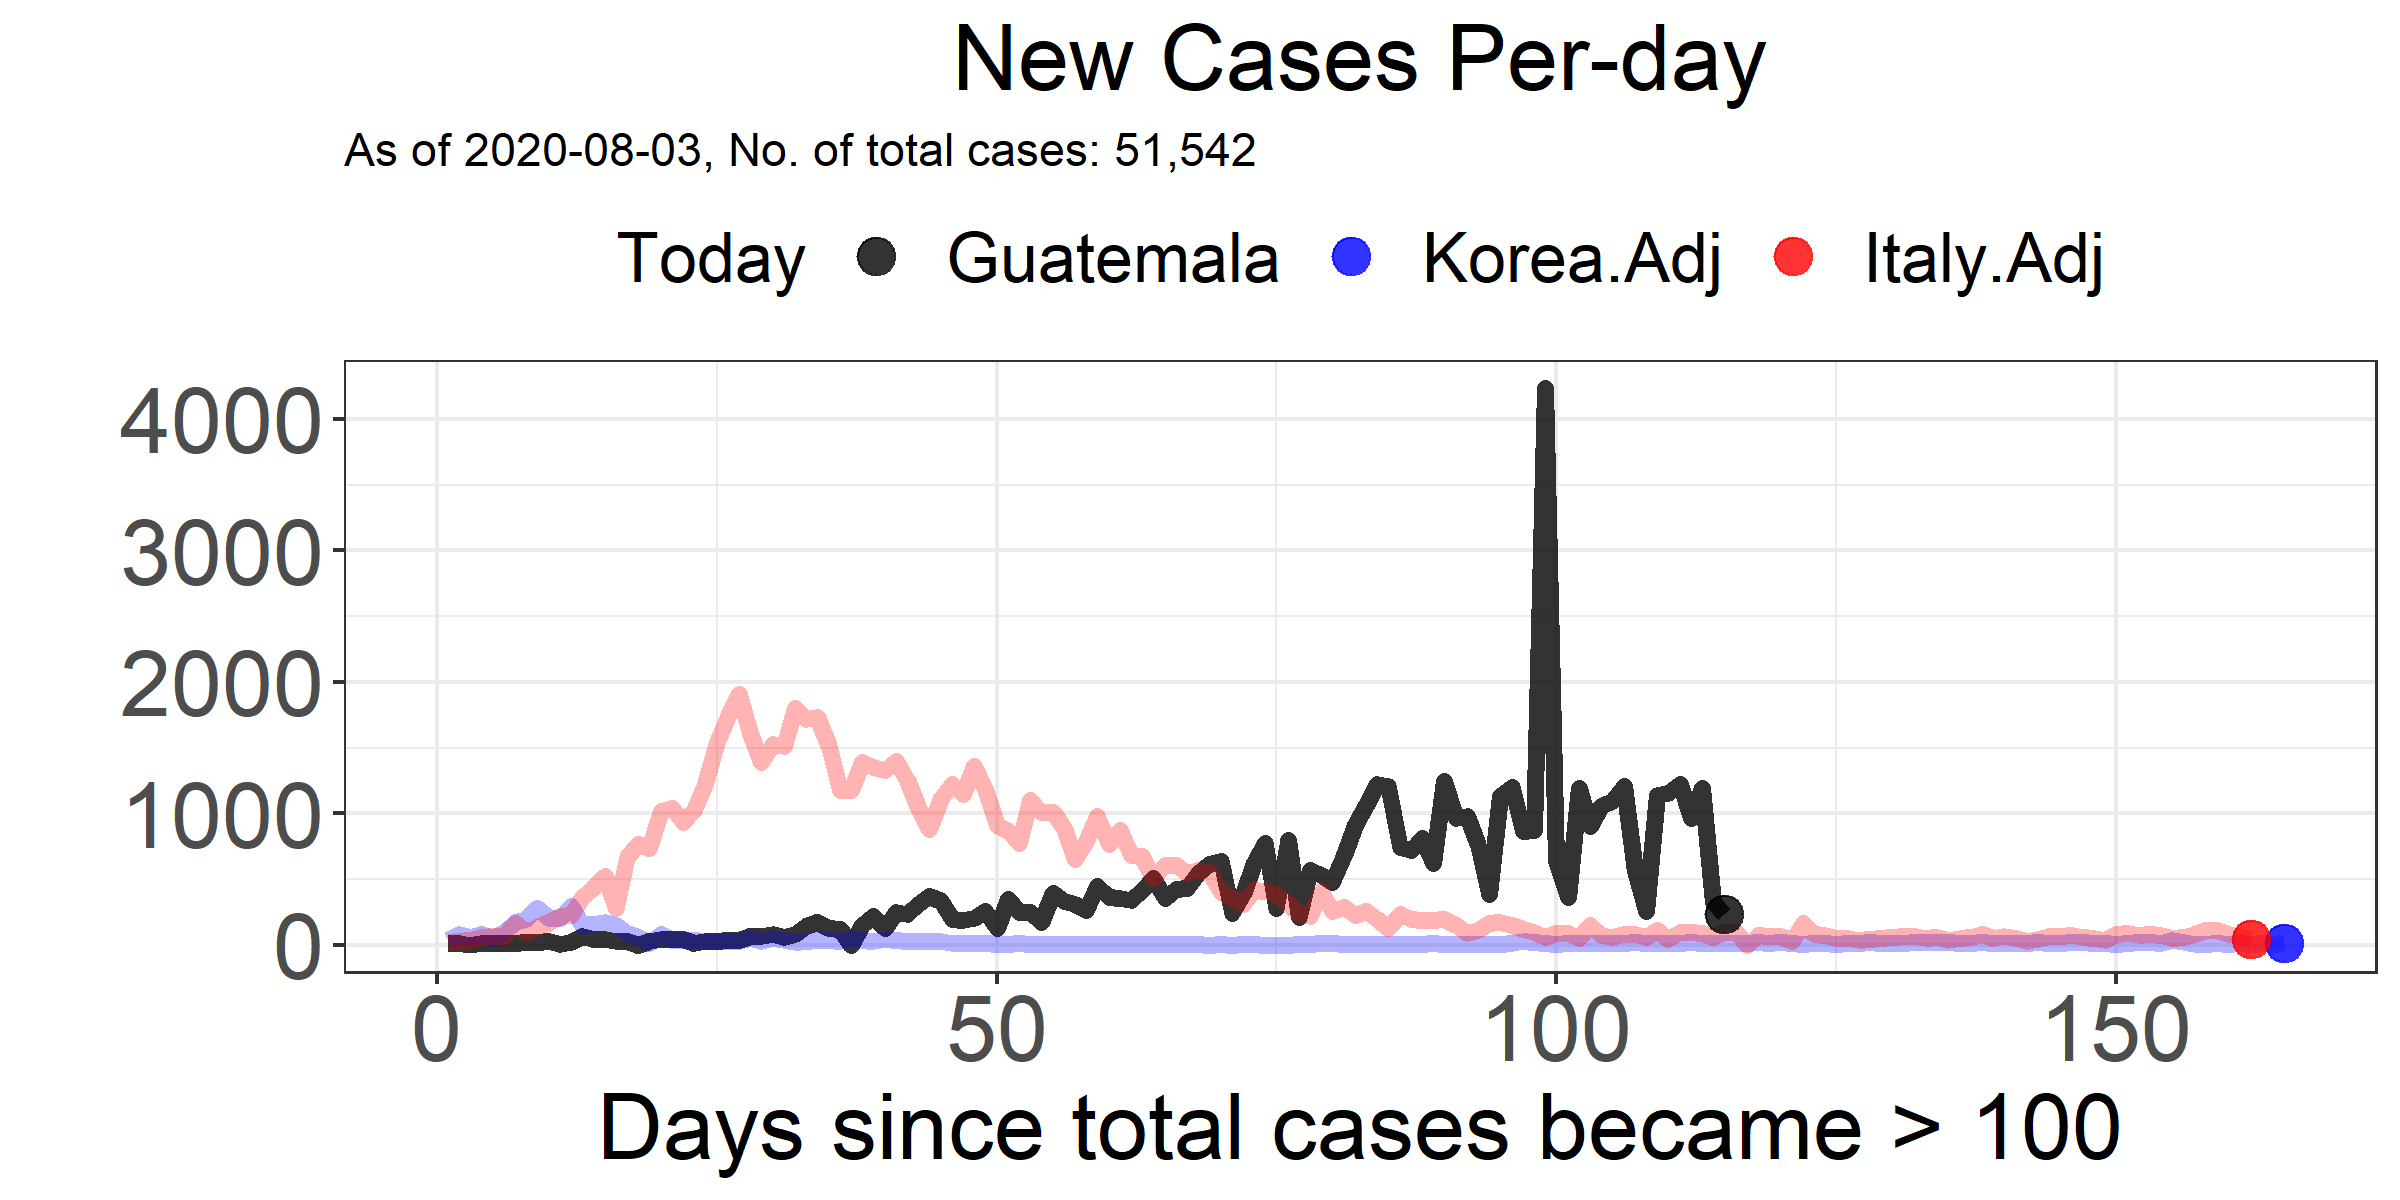 New Cases Per-day
As of 2020-08-03, No. of total cases: 51,542
Today Guatemala Korea.Adj Italy.Adj
4000
3000
2000
1000
0
0 50 100 150
Days since total cases became > 100